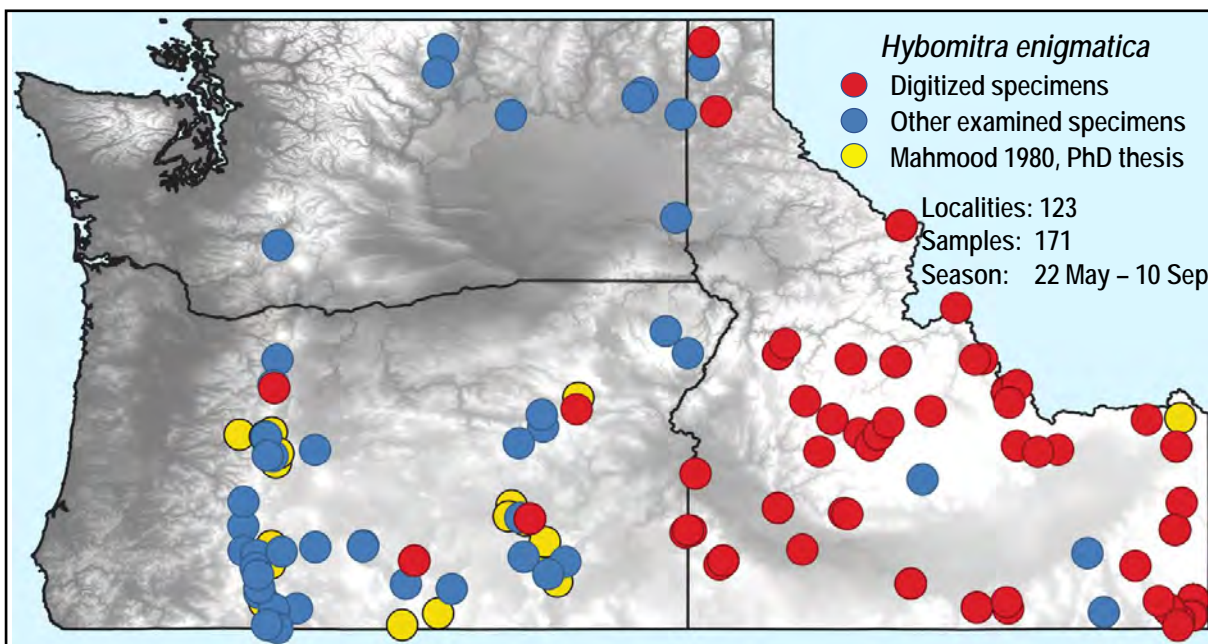 Hybomitra enigmatica
Digitized specimens
Other examined specimens
Mahmood 1980, PhD thesis
Localities: 123
Samples: 171
Season: 22 May – 10 Sep